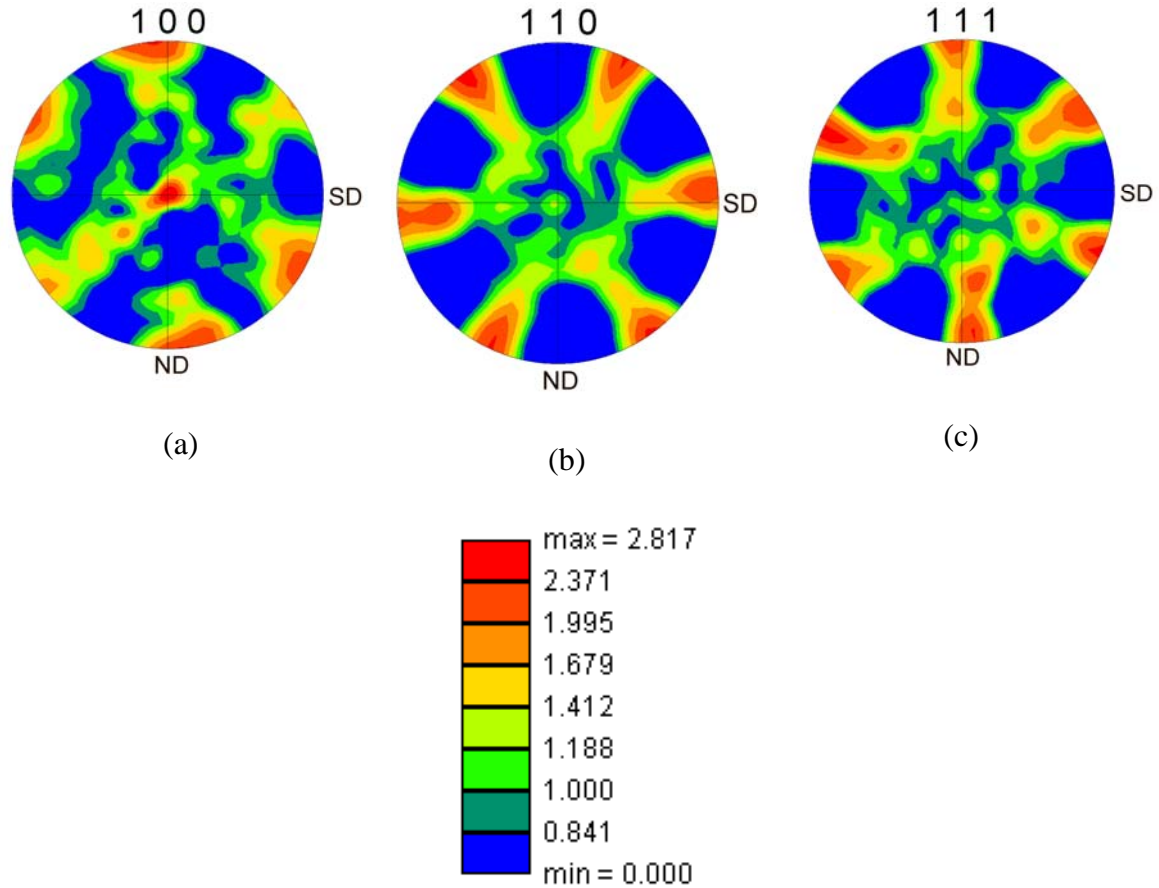 1 0 0
1 1 0
1 1 1
SD
SD
SD
ND
ND
ND
(a)
(b)
(c)
max = 2.817
2.371
1.995
1.679
1.412
1.188
1.000
0.841
min = 0.000